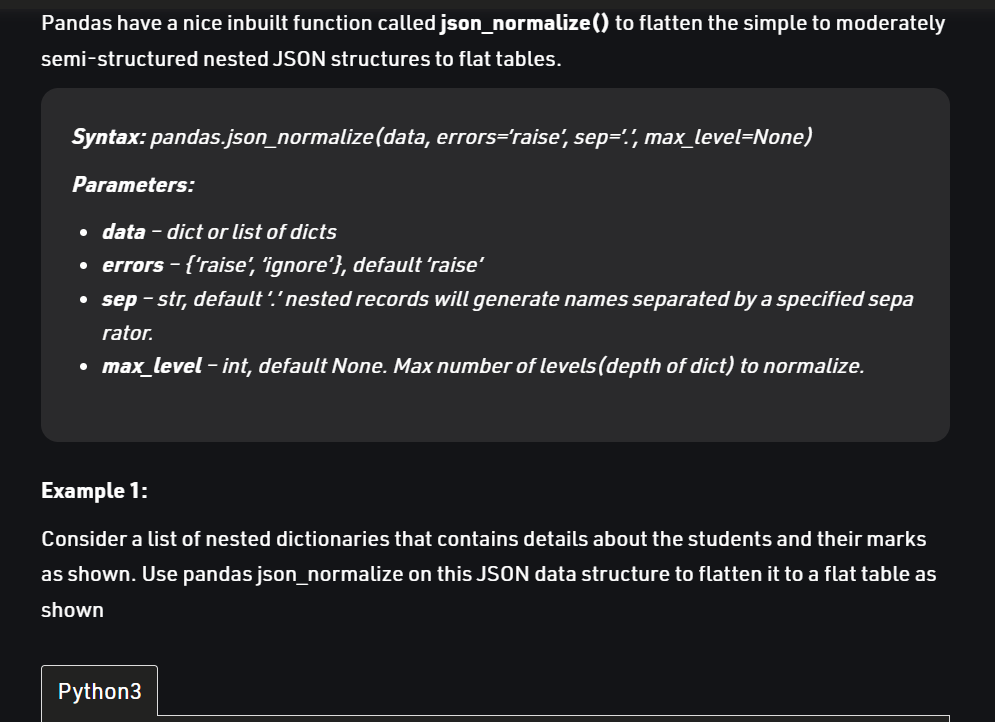 Pandas have a nice inbuilt function called json_normalize() to flatten the simple to moderately
semi-structured nested JSON structures to flat tables.
Syntax: pandas.json_normalize(data, errors=’raise’, sep=’.’, max_level=None)
Parameters:
• data – dict or list of dicts
• errors – {‘raise’, ‘ignore’}, default ‘raise’
• sep – str, default ‘.’ nested records will generate names separated by a specified sepa
rator.
• max_level – int, default None. Max number of levels(depth of dict) to normalize.
Example 1:
Consider a list of nested dictionaries that contains details about the students and their marks
as shown. Use pandas json_normalize on this JSON data structure to flatten it to a flat table as
shown
Python3